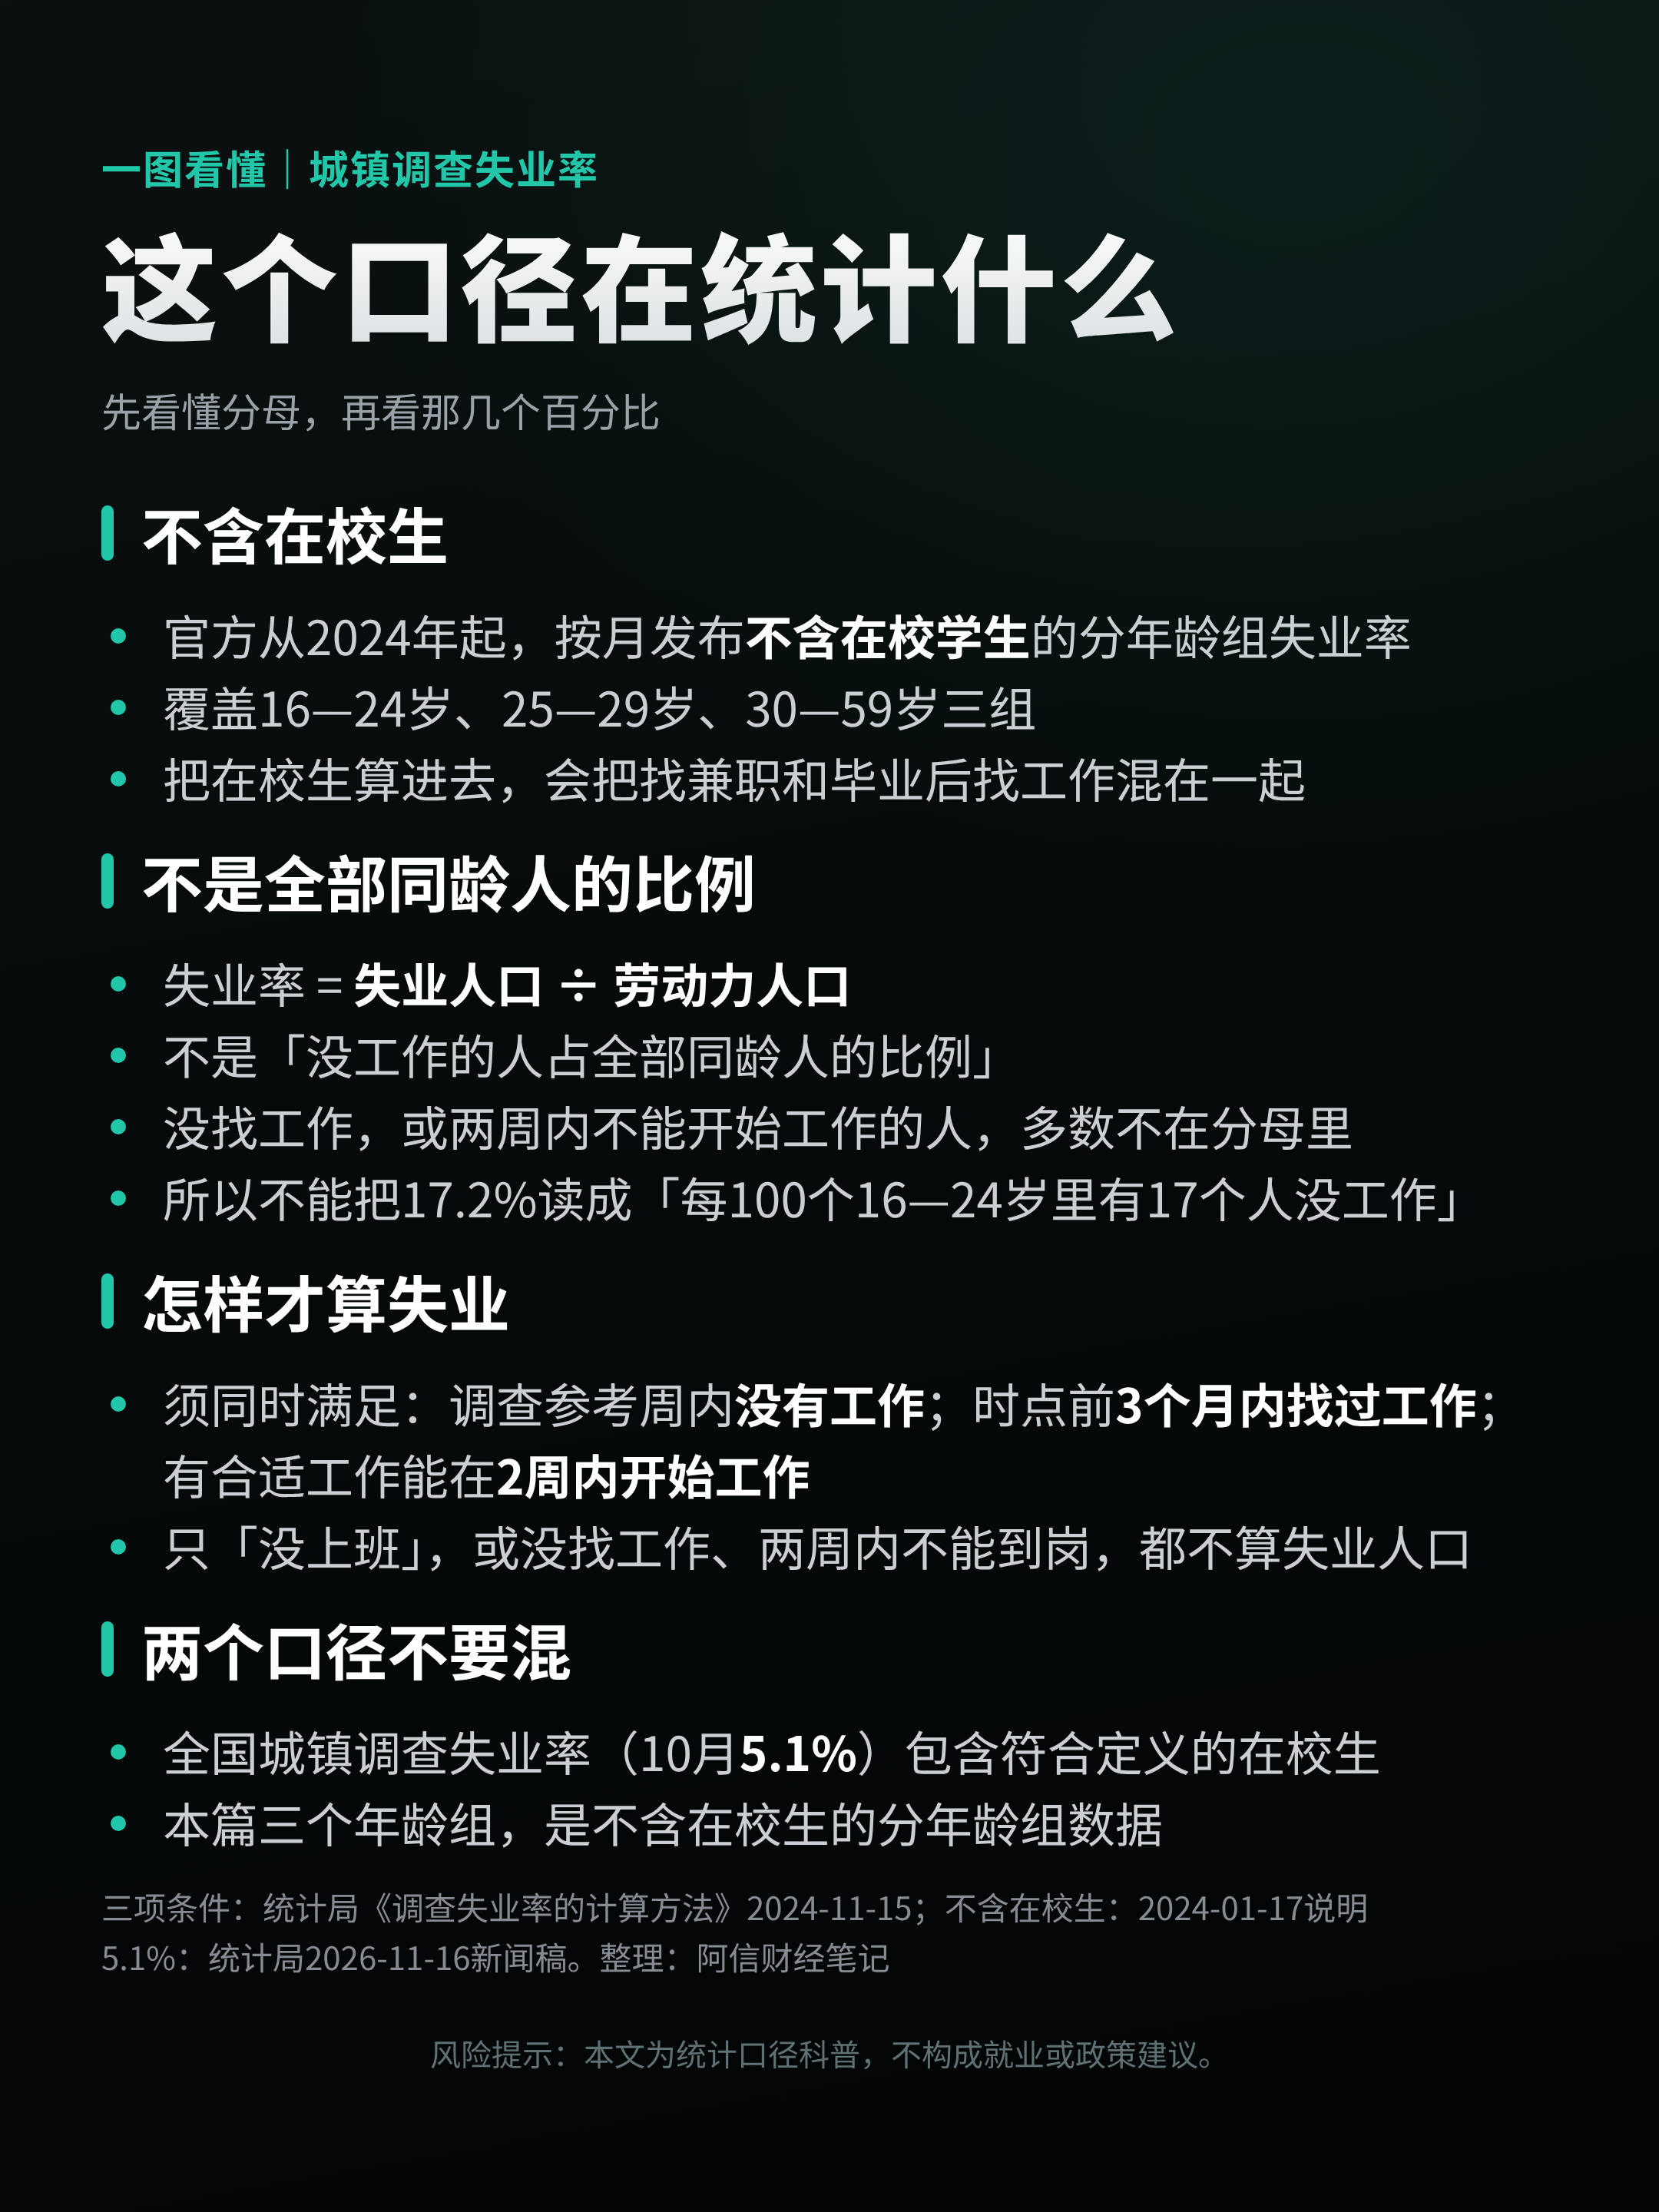 一图看懂｜城镇调查失业率
这个口径在统计什么
先看懂分母，再看那几个百分比
不含在校生
官方从2024年起，按月发布不含在校学生的分年龄组失业率
覆盖16—24岁、25—29岁、30—59岁三组
把在校生算进去，会把找兼职和毕业后找工作混在一起
不是全部同龄人的比例
失业率 = 失业人口 ÷ 劳动力人口
不是「没工作的人占全部同龄人的比例」
没找工作，或两周内不能开始工作的人，多数不在分母里
所以不能把17.2%读成「每100个16—24岁里有17个人没工作」
怎样才算失业
须同时满足：调查参考周内没有工作；时点前3个月内找过工作；
有合适工作能在2周内开始工作
只「没上班」，或没找工作、两周内不能到岗，都不算失业人口
两个口径不要混
全国城镇调查失业率（10月5.1%）包含符合定义的在校生
本篇三个年龄组，是不含在校生的分年龄组数据
三项条件：统计局《调查失业率的计算方法》2024-11-15；不含在校生：2024-01-17说明
5.1%：统计局2026-11-16新闻稿。整理：阿信财经笔记
风险提示：本文为统计口径科普，不构成就业或政策建议。